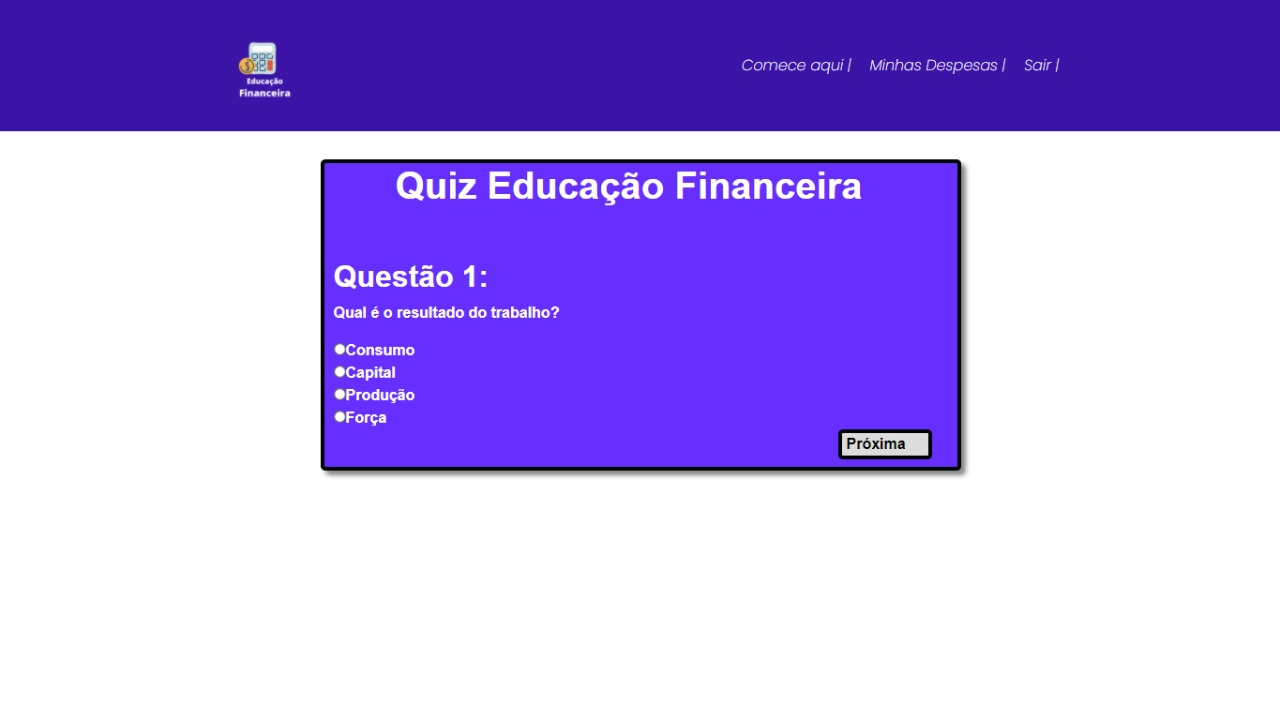 Educação
Financeira
Comece aqui | Minhas Despesas | Sair |
Quiz Educação Financeira
Questão 1:
Qual é o resultado do trabalho?
Consumo
Capital
Produção
Força
Próxima